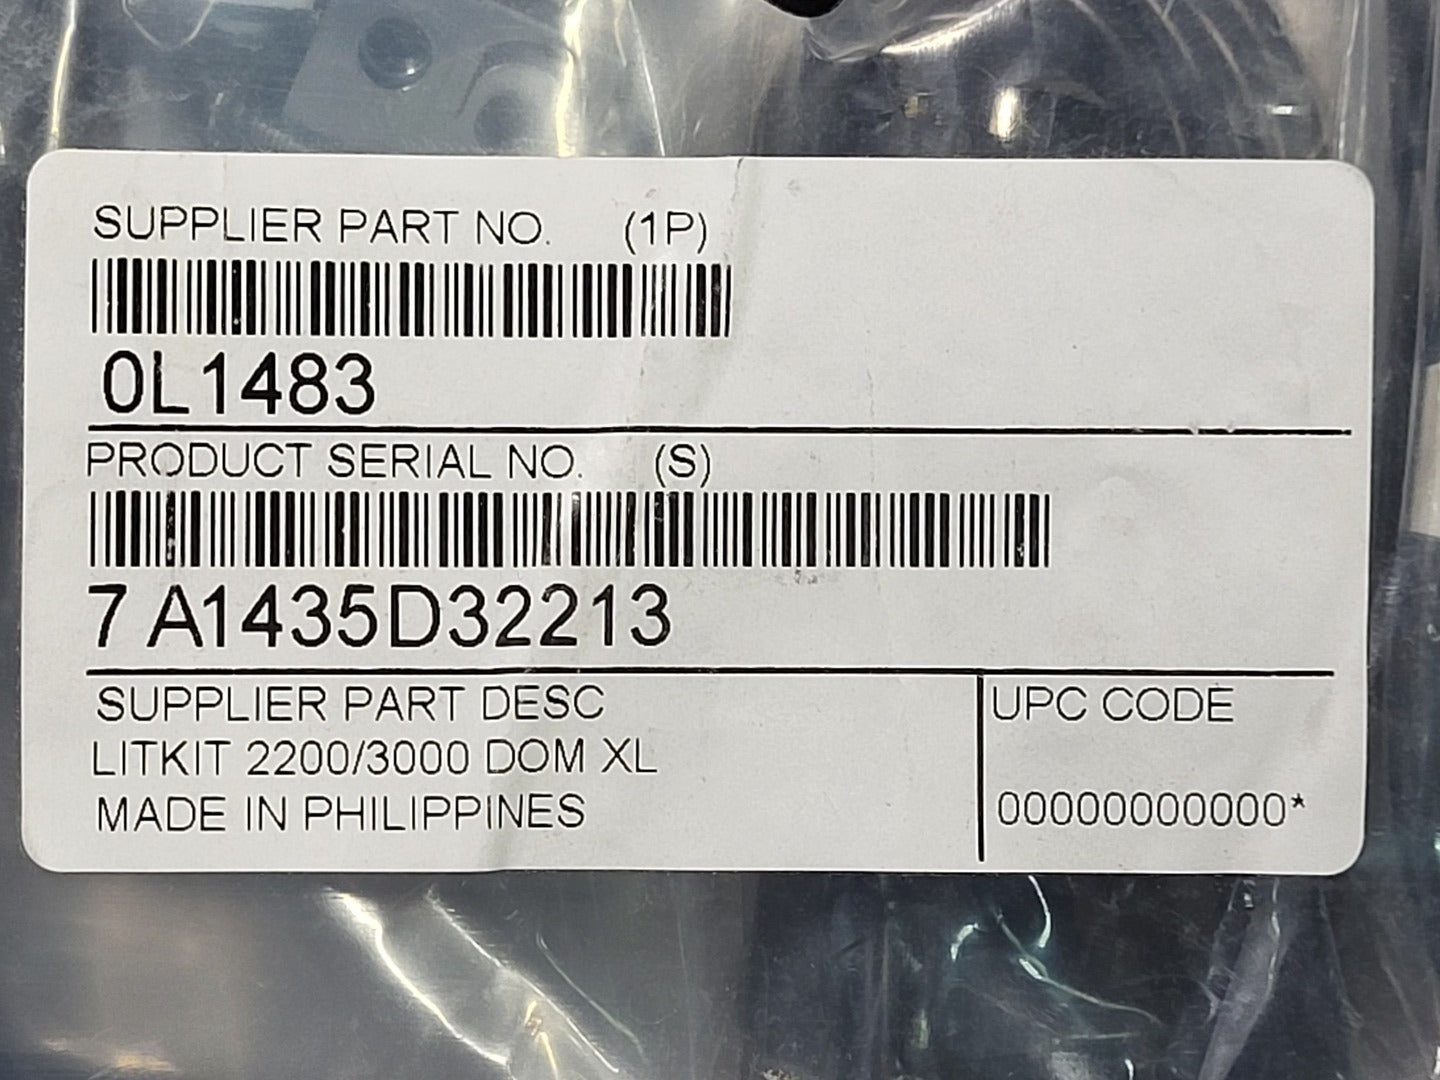 SUPPLIER PART NO. (1P)
0L1483
PRODUCT SERIAL NO. (S)
7 A1435D32213
SUPPLIER PART DESC
LITKIT 2200/3000 DOM XL
MADE IN PHILIPPINES
UPC CODE
00000000000*